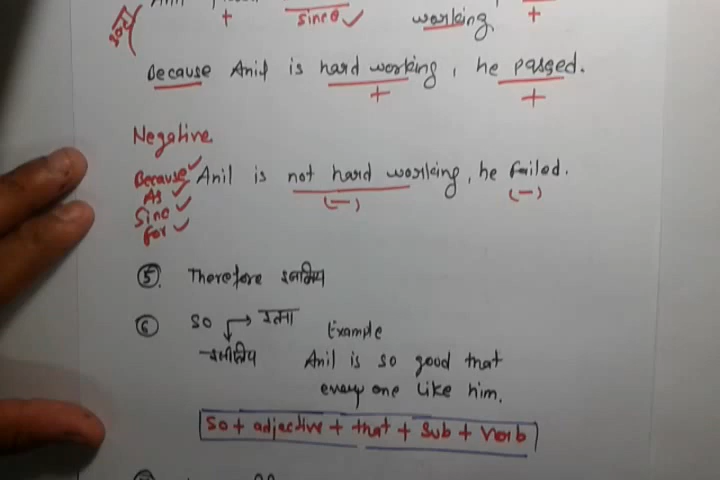 + since ✓ working +
Because Anil is hard working, he passed.
+ +
Negative
Because ✓ Anil is not hard working, he failed.
As ✓ (−) (−)
Since ✓
For ✓
⑤ Therefore इसलिए
⑥ So → इतना Example
इसलिए Anil is so good that
every one like him.
So + adjective + that + sub + verb